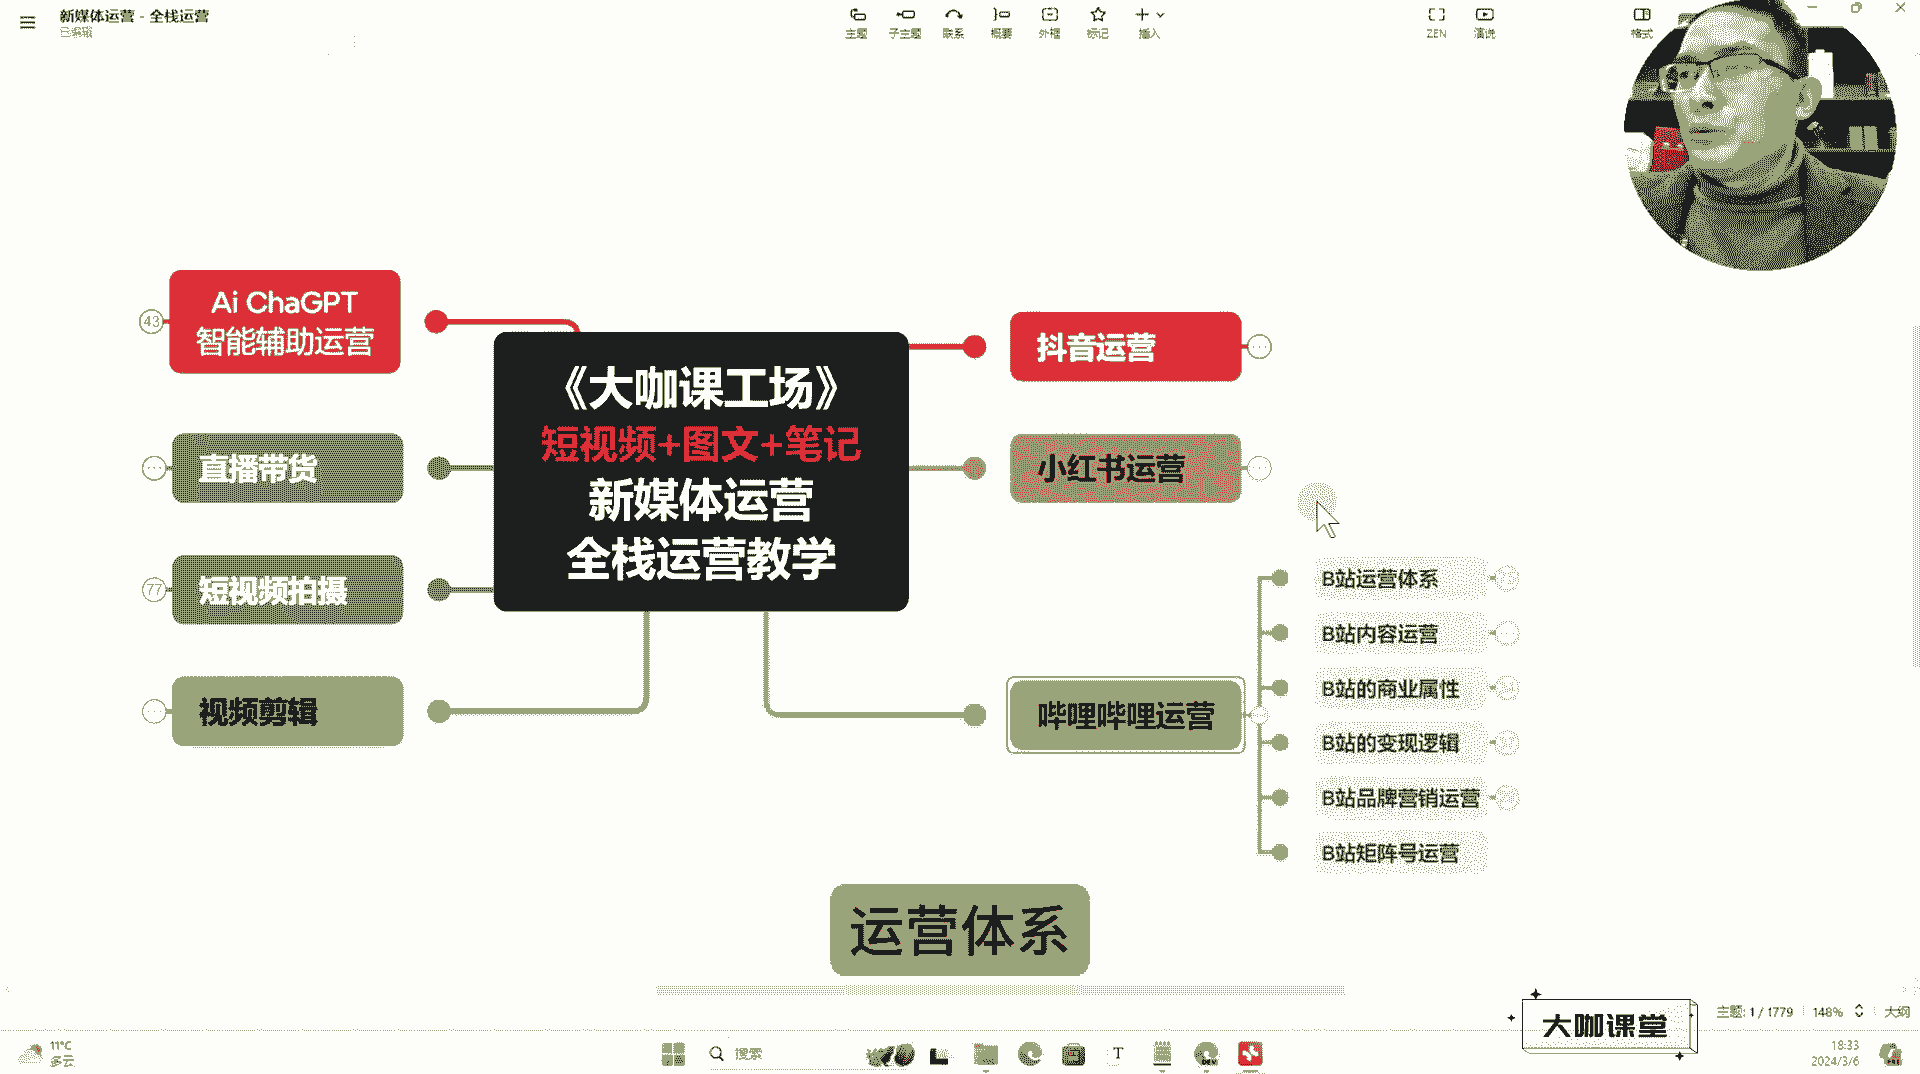 新媒体运营 - 全栈运营
已编辑
主题
子主题
联系
概要
外框
标记
插入
ZEN
演说
格式
43
Ai ChaGPT
智能辅助运营
直播带货
77
短视频拍摄
视频剪辑
《大咖课工场》
短视频+图文+笔记
新媒体运营
全栈运营教学
抖音运营
小红书运营
哔哩哔哩运营
B站运营体系
B站内容运营
B站的商业属性
B站的变现逻辑
B站品牌营销运营
B站矩阵号运营
运营体系
大咖课堂
主题: 1 / 1779
148%
大纲
11°C
多云
搜索
18:33
2024/3/6